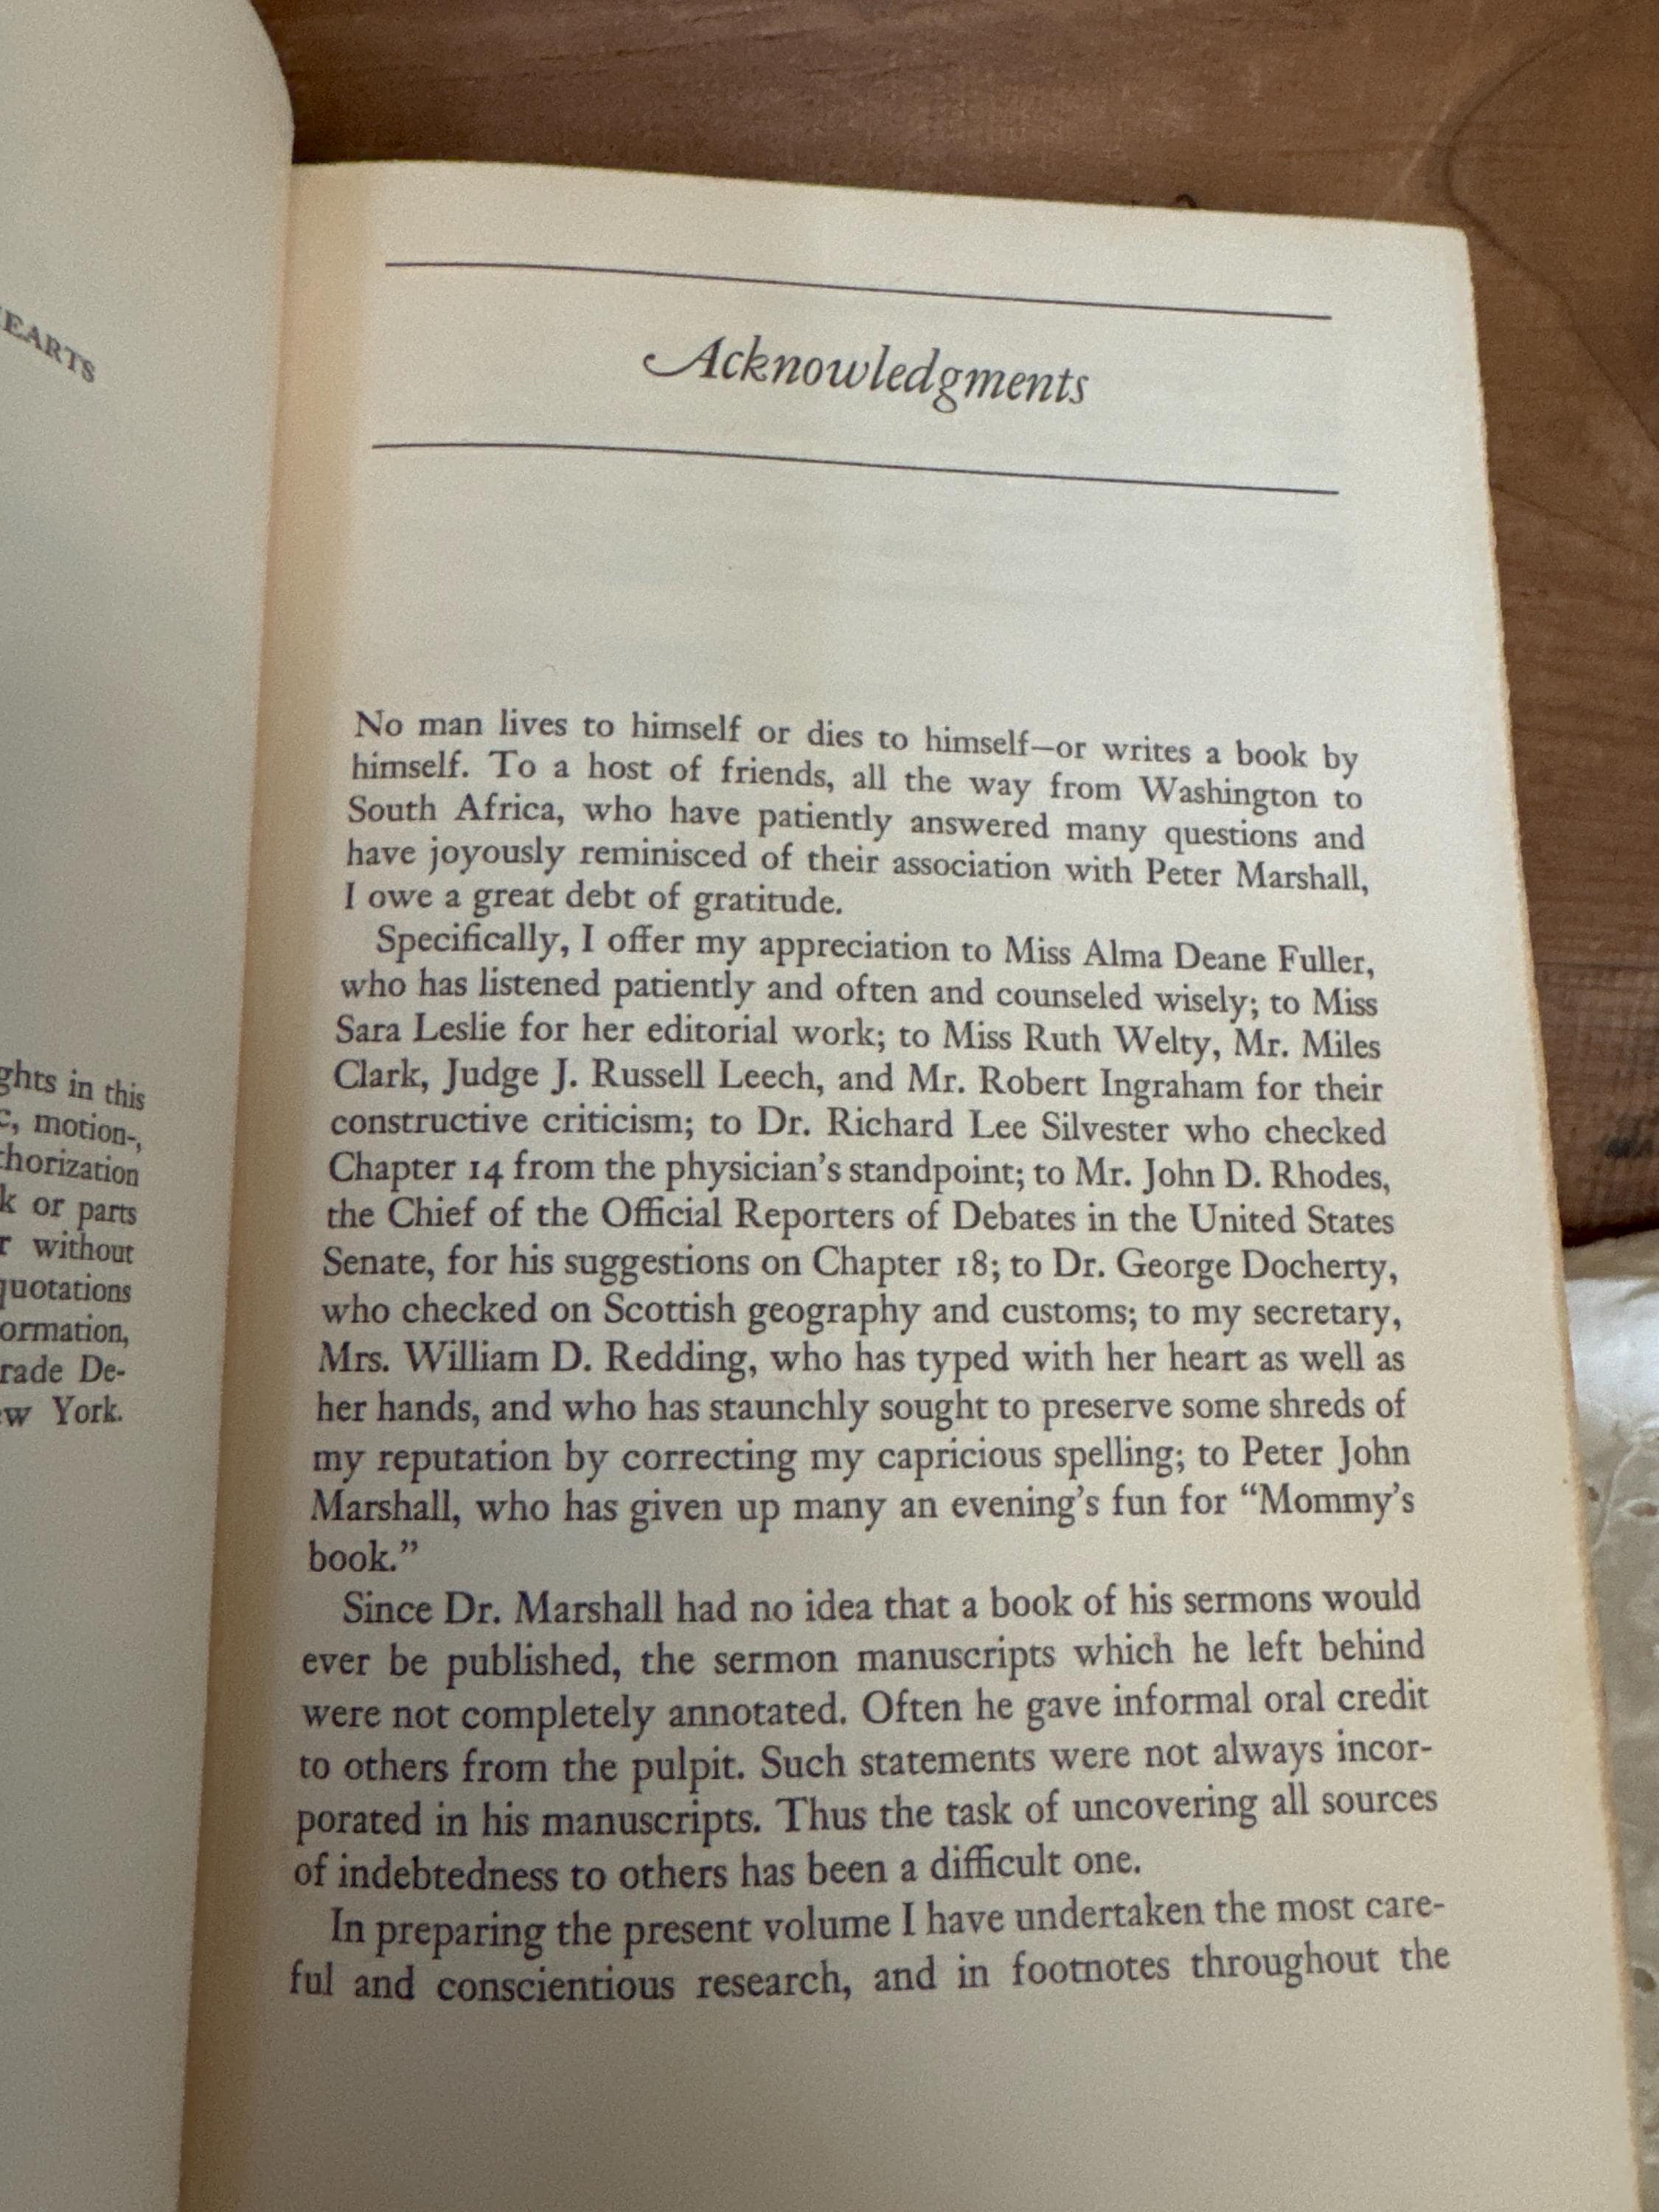 EARTS
ghts in this
c, motion-,
thorization
k or parts
r without
quotations
ormation,
rade De-
ew York.
Acknowledgments
No man lives to himself or dies to himself—or writes a book by
himself. To a host of friends, all the way from Washington to
South Africa, who have patiently answered many questions and
have joyously reminisced of their association with Peter Marshall,
I owe a great debt of gratitude.
Specifically, I offer my appreciation to Miss Alma Deane Fuller,
who has listened patiently and often and counseled wisely; to Miss
Sara Leslie for her editorial work; to Miss Ruth Welty, Mr. Miles
Clark, Judge J. Russell Leech, and Mr. Robert Ingraham for their
constructive criticism; to Dr. Richard Lee Silvester who checked
Chapter 14 from the physician's standpoint; to Mr. John D. Rhodes,
the Chief of the Official Reporters of Debates in the United States
Senate, for his suggestions on Chapter 18; to Dr. George Docherty,
who checked on Scottish geography and customs; to my secretary,
Mrs. William D. Redding, who has typed with her heart as well as
her hands, and who has staunchly sought to preserve some shreds of
my reputation by correcting my capricious spelling; to Peter John
Marshall, who has given up many an evening's fun for “Mommy's
book.”
Since Dr. Marshall had no idea that a book of his sermons would
ever be published, the sermon manuscripts which he left behind
were not completely annotated. Often he gave informal oral credit
to others from the pulpit. Such statements were not always incor-
porated in his manuscripts. Thus the task of uncovering all sources
of indebtedness to others has been a difficult one.
In preparing the present volume I have undertaken the most care-
ful and conscientious research, and in footnotes throughout the